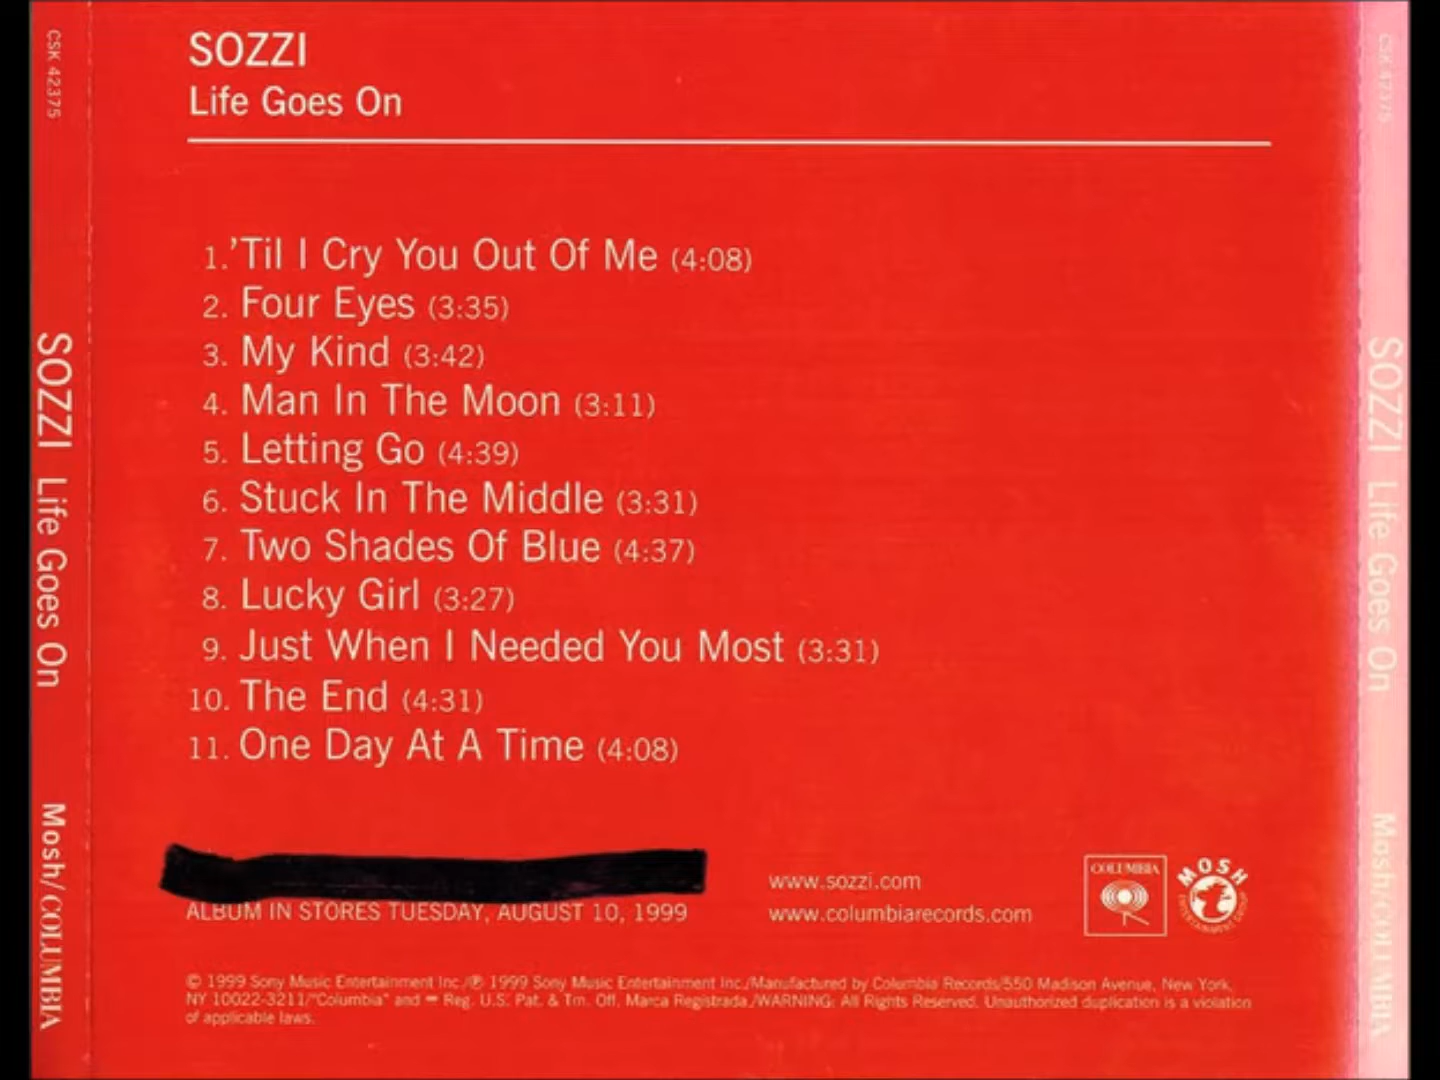 CSK 42375
SOZZI Life Goes On
Mosh/COLUMBIA
SOZZI
Life Goes On
1.'Til I Cry You Out Of Me (4:08)
2. Four Eyes (3:35)
3. My Kind (3:42)
4. Man In The Moon (3:11)
5. Letting Go (4:39)
6. Stuck In The Middle (3:31)
7. Two Shades Of Blue (4:37)
8. Lucky Girl (3:27)
9. Just When I Needed You Most (3:31)
10. The End (4:31)
11. One Day At A Time (4:08)
ALBUM IN STORES TUESDAY, AUGUST 10, 1999
www.sozzi.com
www.columbiarecords.com
COLUMBIA
MOSH
ENTERTAINMENT GROUP
© 1999 Sony Music Entertainment Inc./℗ 1999 Sony Music Entertainment Inc./Manufactured by Columbia Records/550 Madison Avenue, New York,
NY 10022-3211/"Columbia" and Reg. U.S. Pat. & Tm. Off. Marca Registrada./WARNING: All Rights Reserved. Unauthorized duplication is a violation
of applicable laws.
CSK 42375
SOZZI Life Goes On
Mosh/COLUMBIA